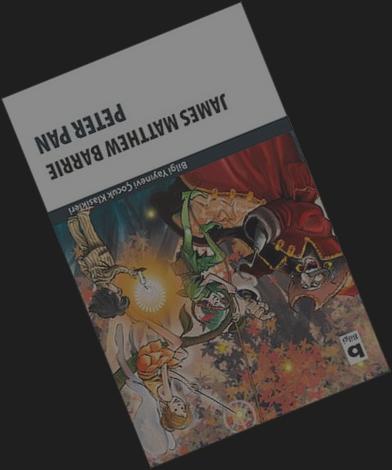 JAMES MATTHEW BARRIE
PETER PAN
Bilgi Yayınevi Çocuk Klasikleri
b
Bilgi